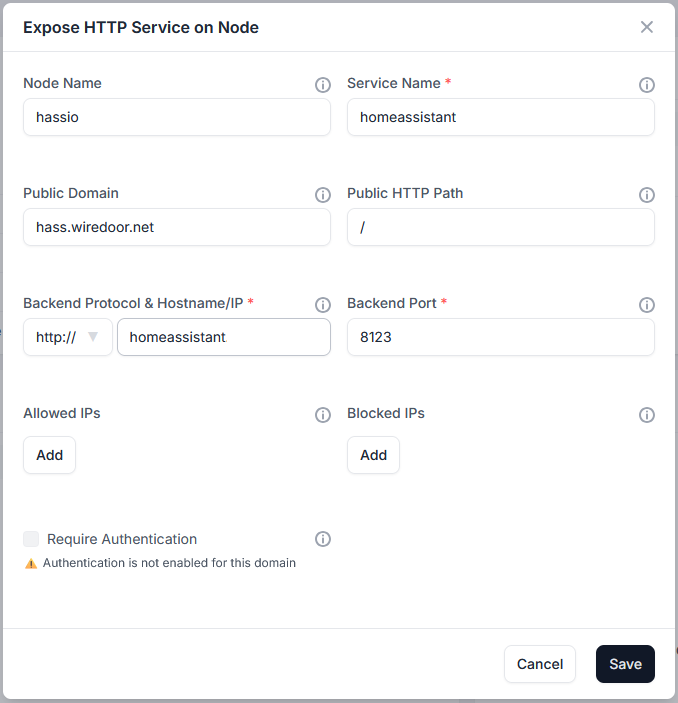 Expose HTTP Service on Node
Node Name
Service Name *
hassio
homeassistant
Public Domain
Public HTTP Path
hass.wiredoor.net
/
Backend Protocol & Hostname/IP *
Backend Port *
http://
homeassistant
8123
Allowed IPs
Blocked IPs
Add
Add
Require Authentication
Authentication is not enabled for this domain
Cancel
Save